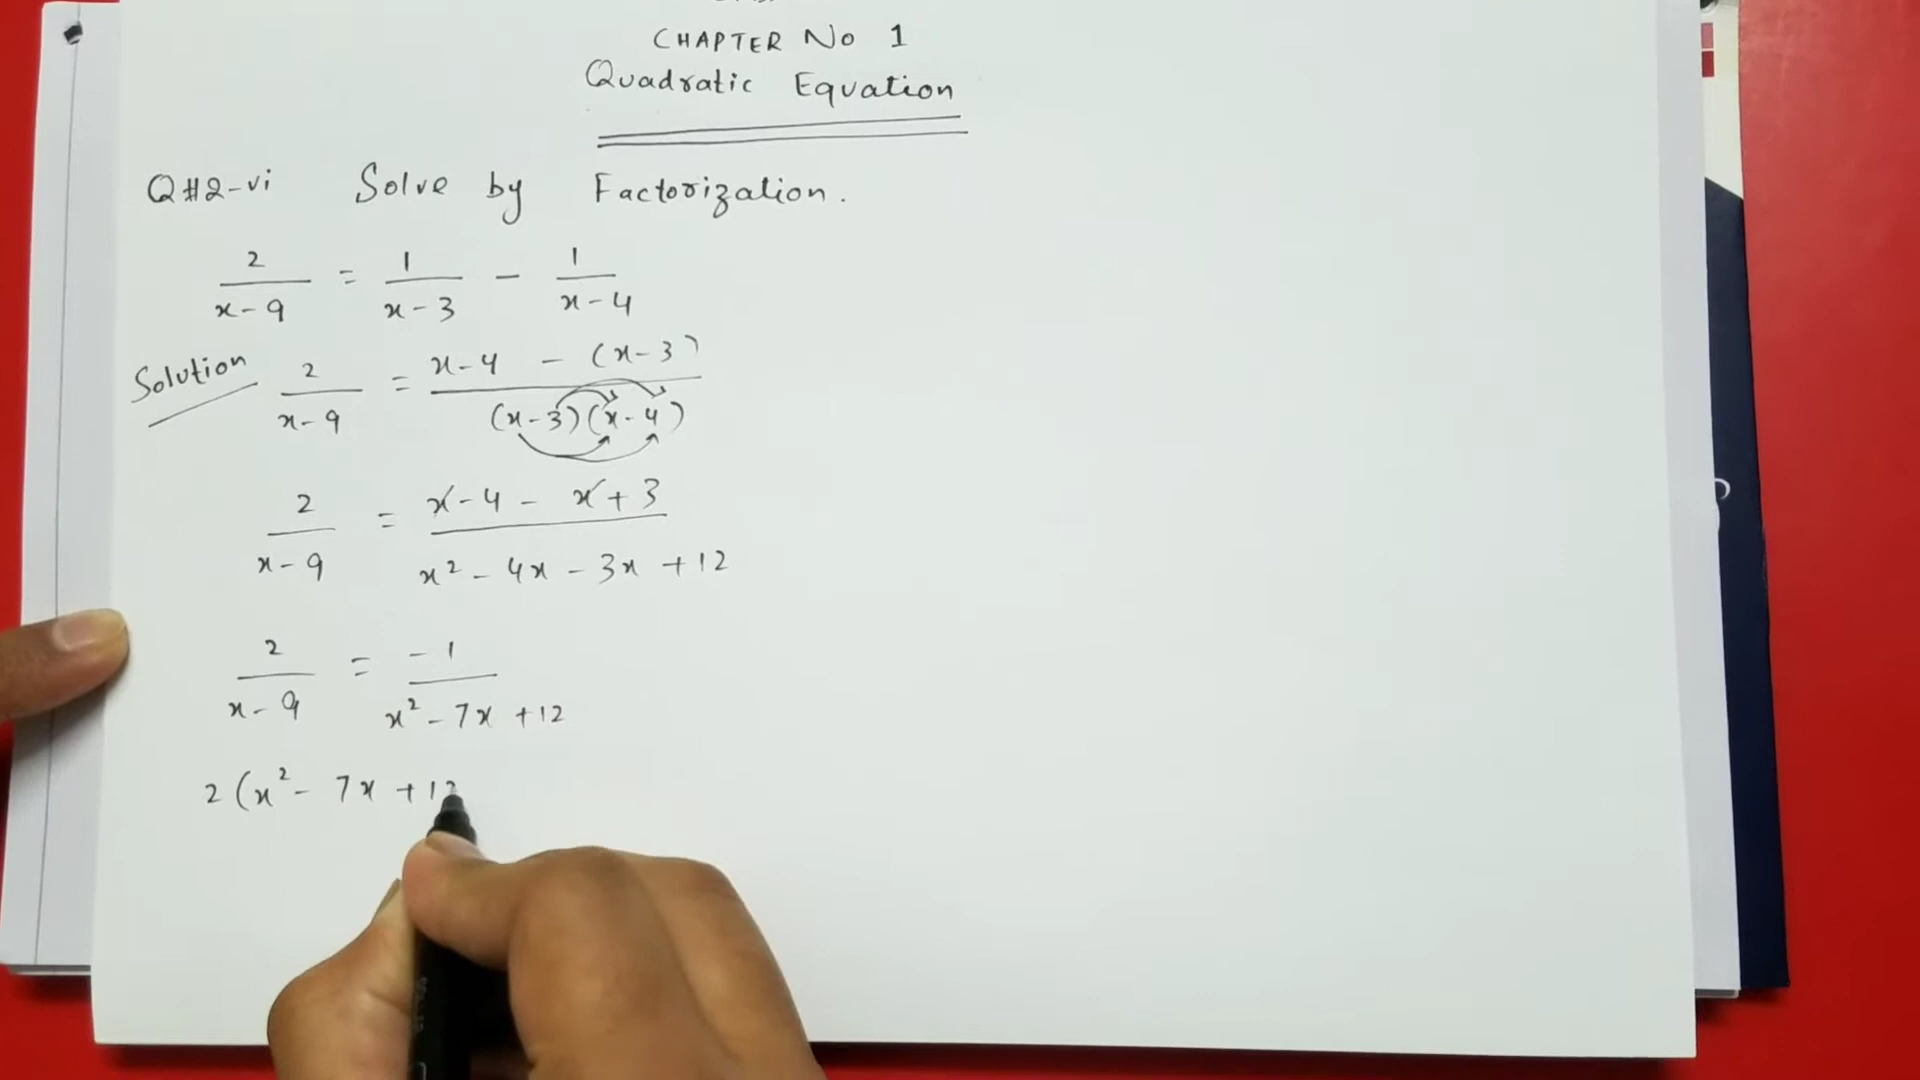 CHAPTER No 1
Quadratic Equation
Q#2-vi Solve by Factorization.
2/(x-9) = 1/(x-3) - 1/(x-4)
Solution 2/(x-9) = (x-4 - (x-3))/((x-3)(x-4))
2/(x-9) = (x-4 - x+3)/(x² - 4x - 3x + 12)
2/(x-9) = -1/(x² - 7x + 12)
2(x² - 7x + 12